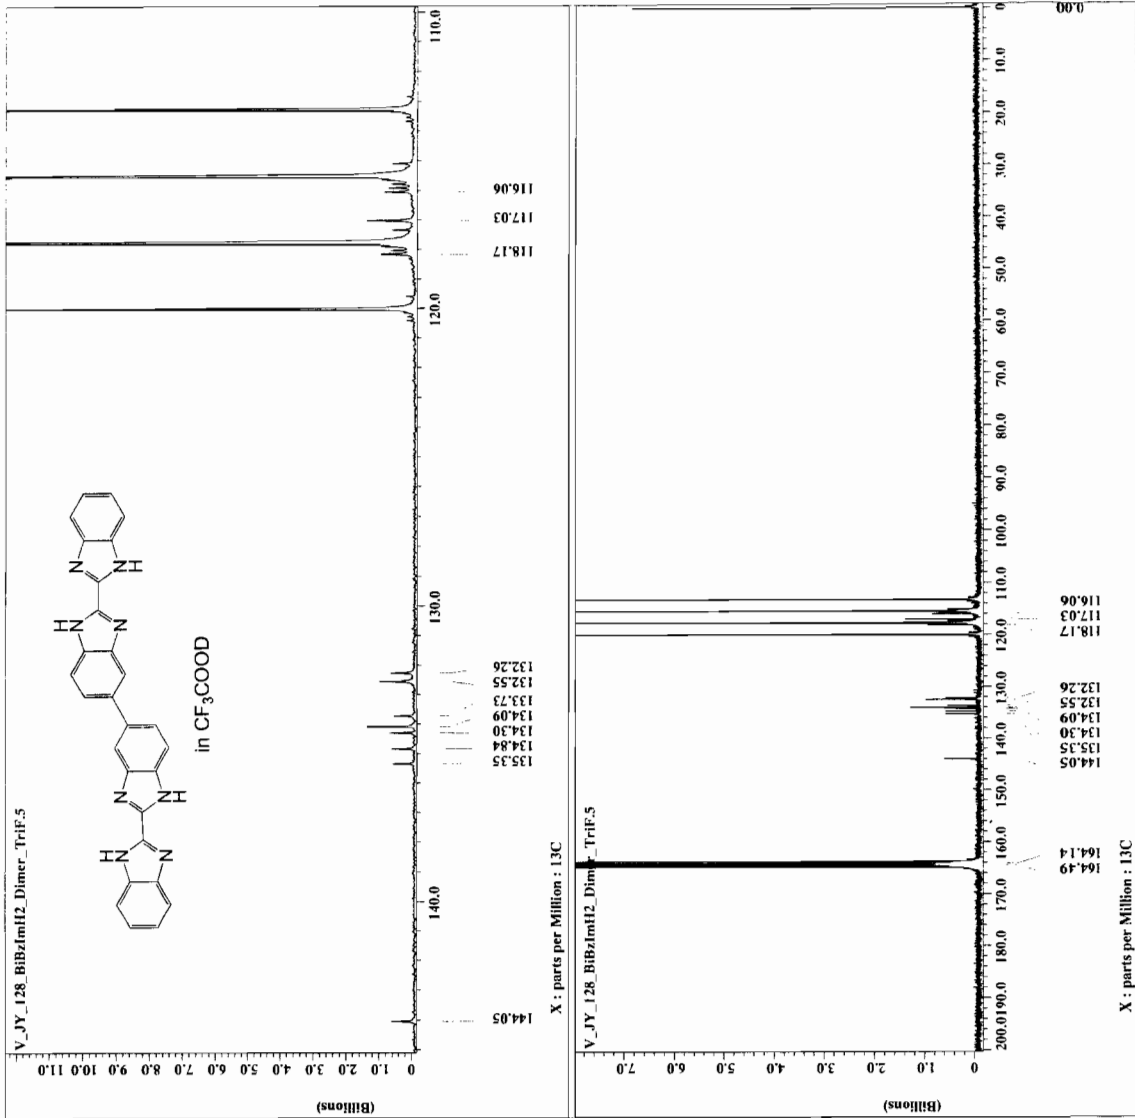 V_JY_128_BiBzImH2_Dimer_TriF.5
(Billions)
0 1.0 2.0 3.0 4.0 5.0 6.0 7.0 8.0 9.0 10.0 11.0
N
N
H
H
N
N
N
N
H
H
N
N
in CF3COOD
140.0 130.0 120.0 110.0
144.05
135.35
134.84
134.30
134.09
133.73
132.55
132.26
118.17
117.03
116.06
X : parts per Million : 13C
V_JY_128_BiBzImH2_Dimer_TriF.5
(Billions)
0 1.0 2.0 3.0 4.0 5.0 6.0 7.0
200.0 190.0 180.0 170.0 160.0 150.0 140.0 130.0 120.0 110.0 100.0 90.0 80.0 70.0 60.0 50.0 40.0 30.0 20.0 10.0 0
164.49
164.14
144.05
135.35
134.30
134.09
132.55
132.26
118.17
117.03
116.06
0.00
X : parts per Million : 13C